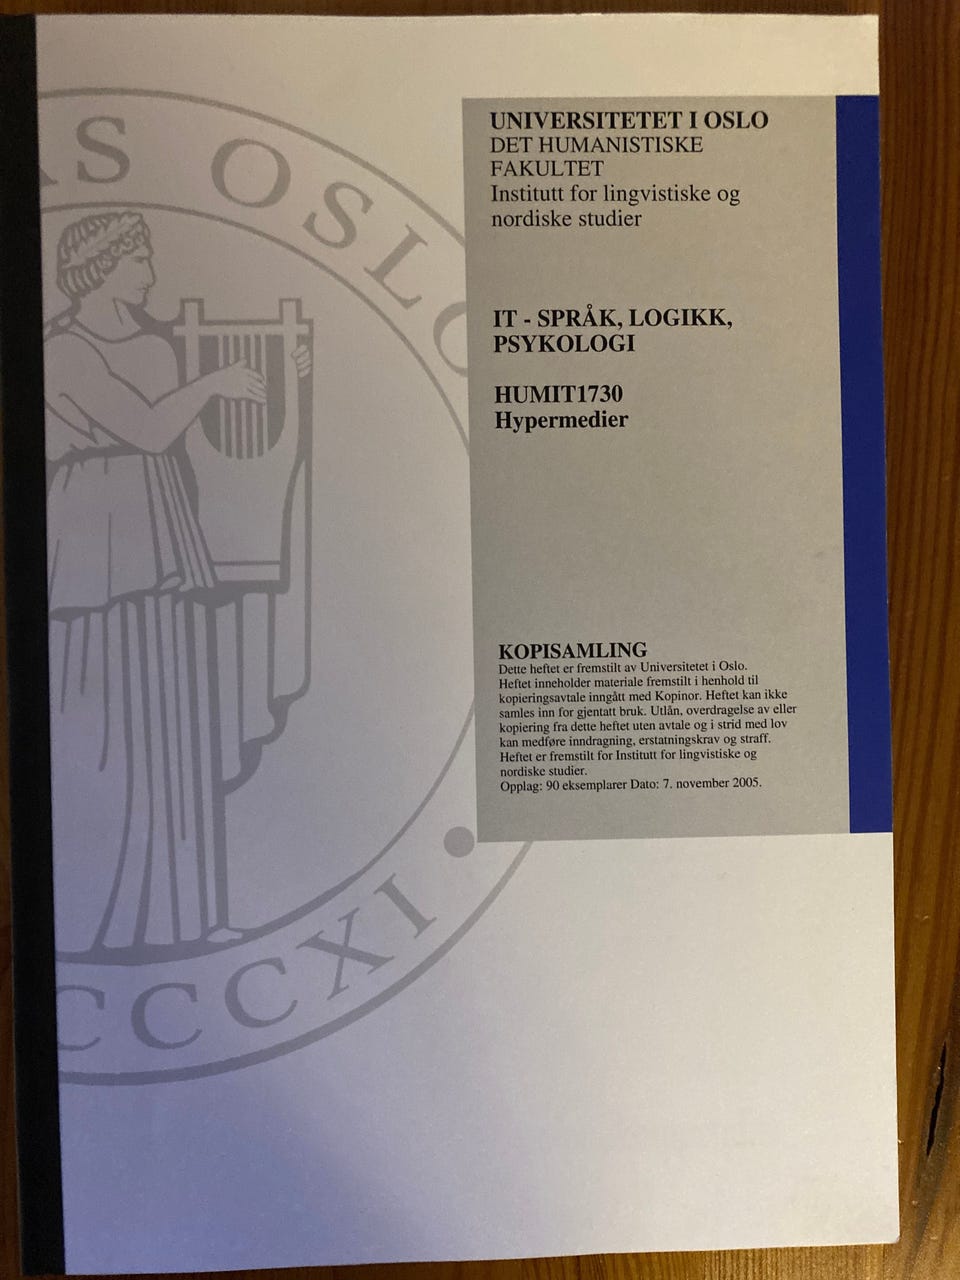 AS OSLO
UNIVERSITETET I OSLO
DET HUMANISTISKE
FAKULTET
Institutt for lingvistiske og
nordiske studier
IT - SPRÅK, LOGIKK,
PSYKOLOGI
HUMIT1730
Hypermedier
KOPISAMLING
Dette heftet er fremstilt av Universitetet i Oslo.
Heftet inneholder materiale fremstilt i henhold til
kopieringsavtale inngått med Kopinor. Heftet kan ikke
samles inn for gjentatt bruk. Utlån, overdragelse av eller
kopiering fra dette heftet uten avtale og i strid med lov
kan medføre inndragning, erstatningskrav og straff.
Heftet er fremstilt for Institutt for lingvistiske og
nordiske studier.
Opplag: 90 eksemplarer Dato: 7. november 2005.
CCCXI